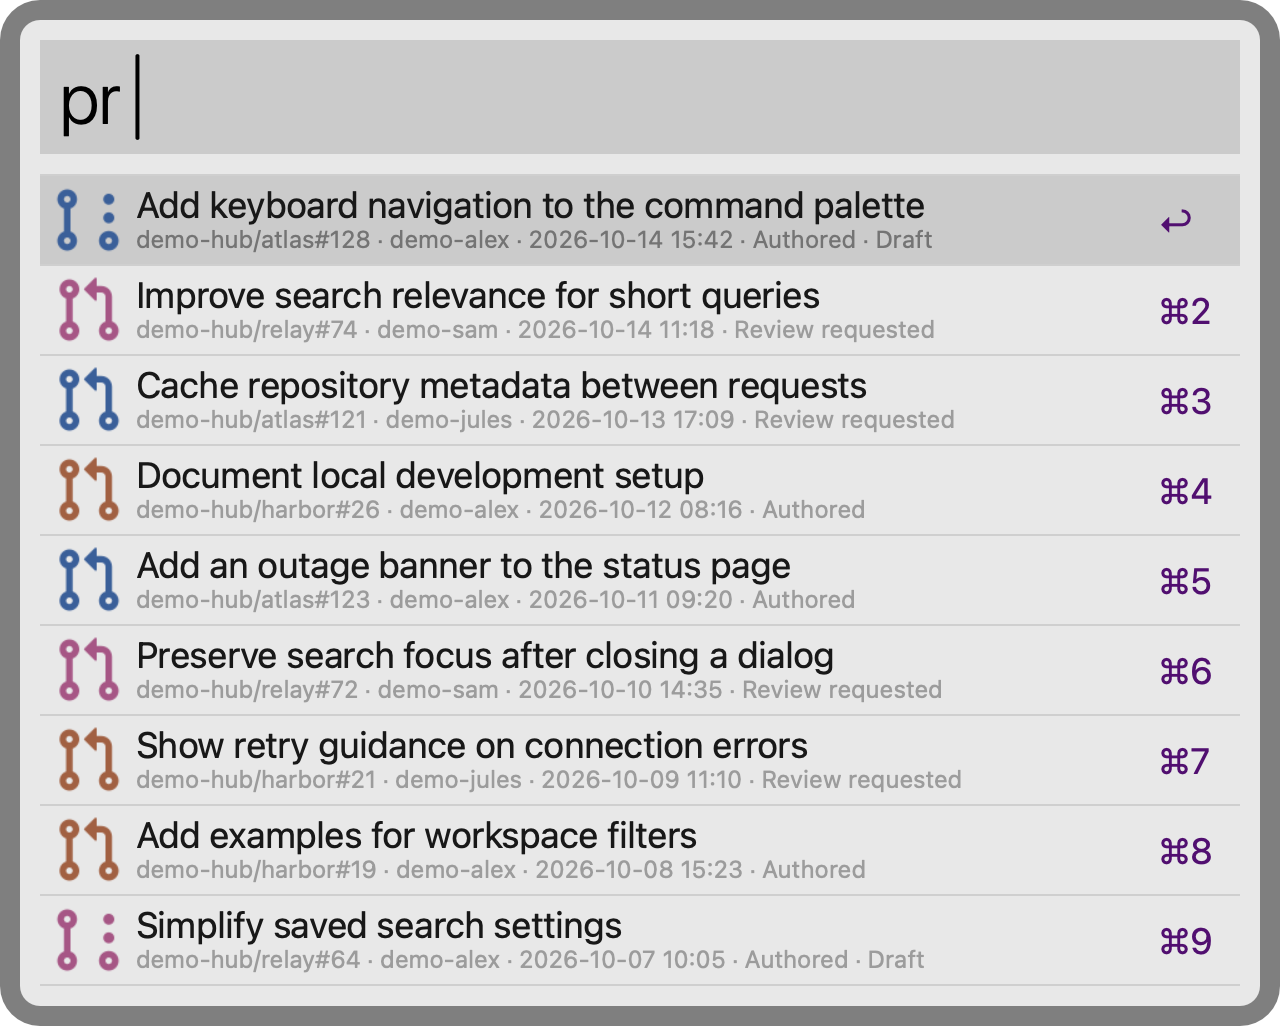 pr
Add keyboard navigation to the command palette
demo-hub/atlas#128 · demo-alex · 2026-10-14 15:42 · Authored · Draft
Improve search relevance for short queries
demo-hub/relay#74 · demo-sam · 2026-10-14 11:18 · Review requested
⌘2
Cache repository metadata between requests
demo-hub/atlas#121 · demo-jules · 2026-10-13 17:09 · Review requested
⌘3
Document local development setup
demo-hub/harbor#26 · demo-alex · 2026-10-12 08:16 · Authored
⌘4
Add an outage banner to the status page
demo-hub/atlas#123 · demo-alex · 2026-10-11 09:20 · Authored
⌘5
Preserve search focus after closing a dialog
demo-hub/relay#72 · demo-sam · 2026-10-10 14:35 · Review requested
⌘6
Show retry guidance on connection errors
demo-hub/harbor#21 · demo-jules · 2026-10-09 11:10 · Review requested
⌘7
Add examples for workspace filters
demo-hub/harbor#19 · demo-alex · 2026-10-08 15:23 · Authored
⌘8
Simplify saved search settings
demo-hub/relay#64 · demo-alex · 2026-10-07 10:05 · Authored · Draft
⌘9